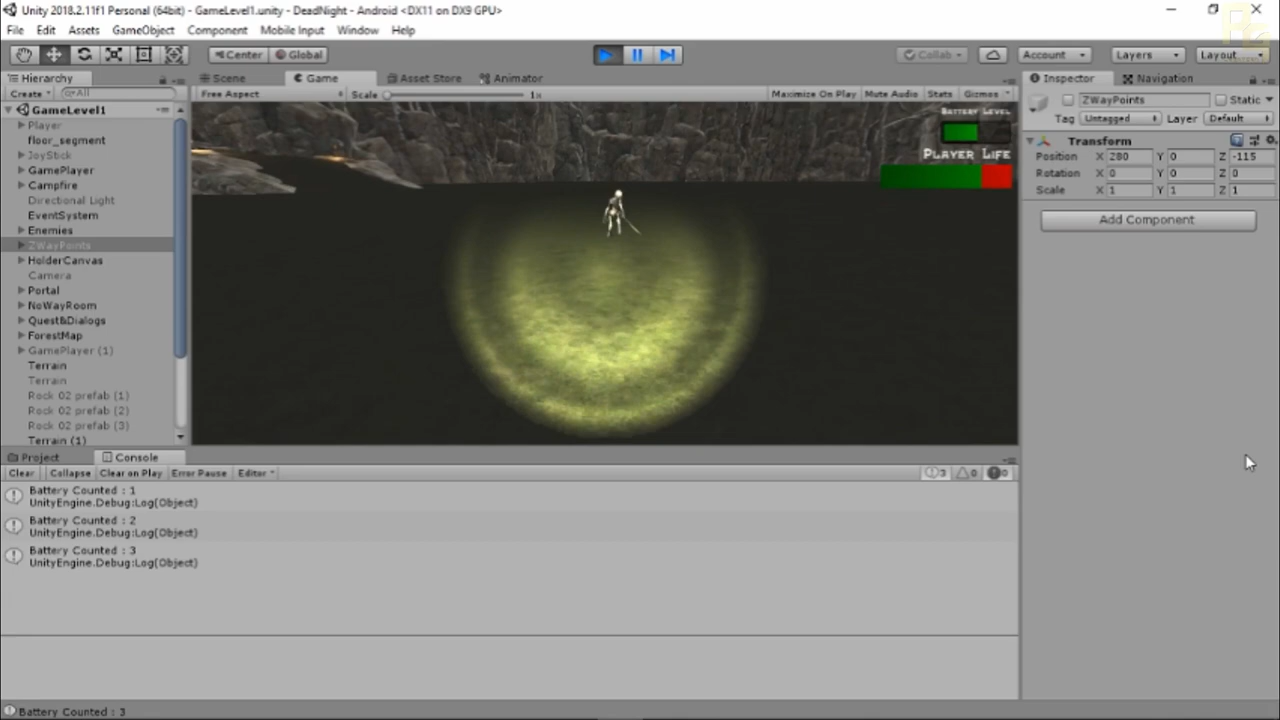 Unity 2018.2.11f1 Personal (64bit) - GameLevel1.unity - DeadNight - Android <DX11 on DX9 GPU>
File Edit Assets GameObject Component Mobile Input Window Help
Center Global Collab Account Layers Layout
Hierarchy
Create All
GameLevel1
Player
floor_segment
JoyStick
GamePlayer
Campfire
Directional Light
EventSystem
Enemies
ZWayPoints
HolderCanvas
Camera
Portal
NoWayRoom
Quest&Dialogs
ForestMap
GamePlayer (1)
Terrain
Terrain
Rock 02 prefab (1)
Rock 02 prefab (2)
Rock 02 prefab (3)
Terrain (1)
Scene Game Asset Store Animator
Free Aspect Scale 1x Maximize On Play Mute Audio Stats Gizmos
Battery Level
Player Life
Inspector Navigation
ZWayPoints Static
Tag Untagged Layer Default
Transform
Position X 280 Y 0 Z -115
Rotation X 0 Y 0 Z 0
Scale X 1 Y 1 Z 1
Add Component
Project Console
Clear Collapse Clear on Play Error Pause Editor 3 0 0
Battery Counted : 1
UnityEngine.Debug:Log(Object)
Battery Counted : 2
UnityEngine.Debug:Log(Object)
Battery Counted : 3
UnityEngine.Debug:Log(Object)
Battery Counted : 3